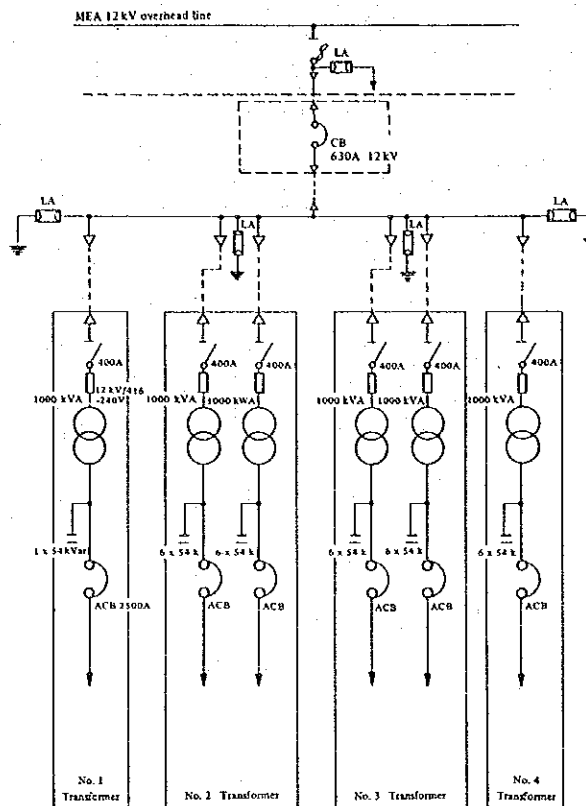 MEA 12 kV overhead line
LA
CB
630A 12 kV
LA
LA
LA
LA
400A
400A
400A
400A
400A
400A
12 kV/416
-240V
1000 kVA
1000 kVA
1000 kWA
1000 kVA
1000 kVA
1000 kVA
1 x 54 kVar
6 x 54 k
6 x 54 k
6 x 54 k
6 x 54 k
6 x 54 k
ACB 2500A
ACB
ACB
ACB
ACB
ACB
No. 1
Transformer
No. 2 Transformer
No. 3 Transformer
No. 4
Transformer